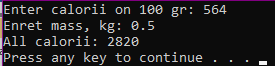 Enter calorii on 100 gr: 564
Enret mass, kg: 0.5
All calorii: 2820
Press any key to continue . . .